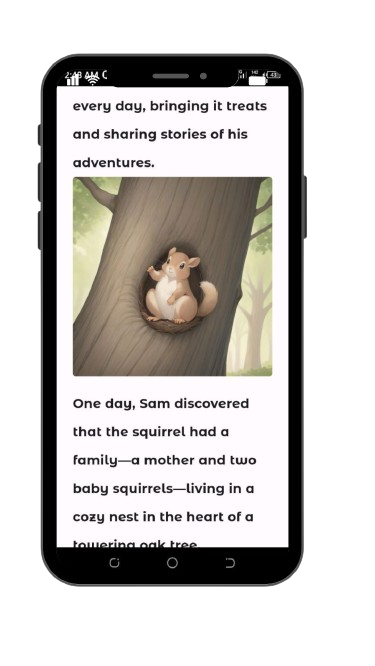 2:48 AM
every day, bringing it treats
and sharing stories of his
adventures.
One day, Sam discovered
that the squirrel had a
family—a mother and two
baby squirrels—living in a
cozy nest in the heart of a
towering oak tree